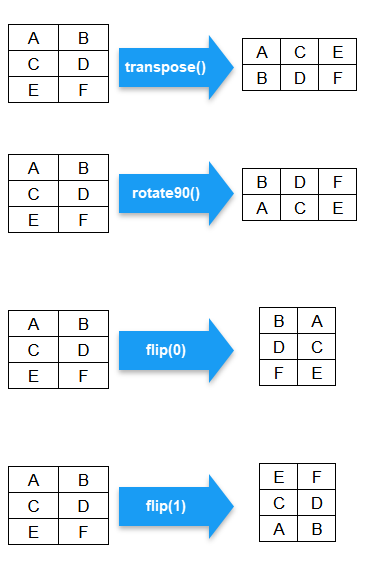 A B
C D
E F
transpose()
A C E
B D F
A B
C D
E F
rotate90()
B D F
A C E
A B
C D
E F
flip(0)
B A
D C
F E
A B
C D
E F
flip(1)
E F
C D
A B